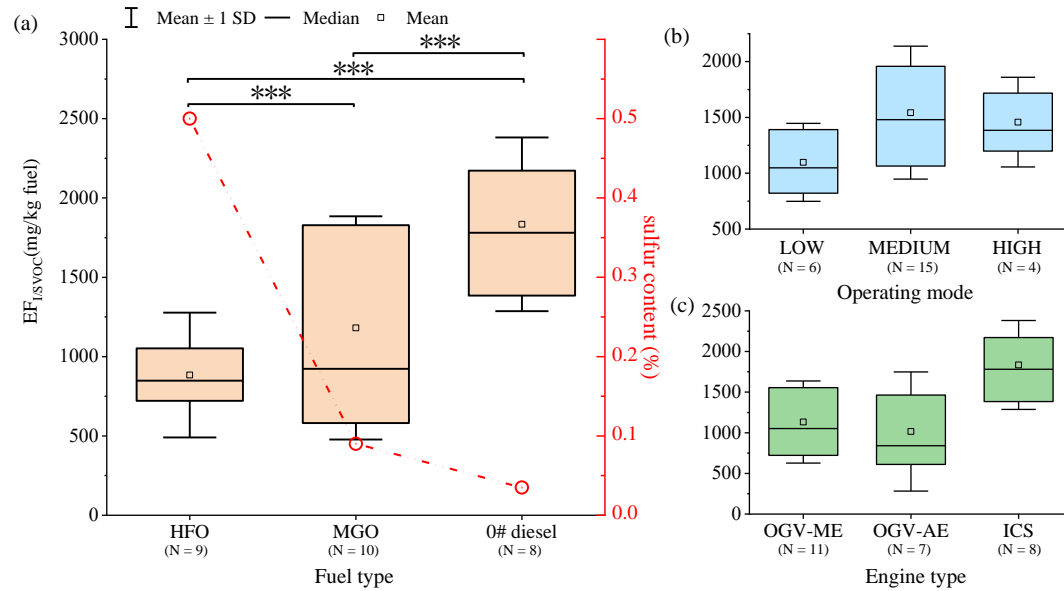 (a)
Mean ± 1 SD
Median
Mean
3000
2500
2000
1500
1000
500
0
EF_{I/SVOC}(mg/kg fuel)
***
***
***
0.5
0.4
0.3
0.2
0.1
0.0
sulfur content (%)
HFO
MGO
0# diesel
(N = 9)
(N = 10)
(N = 8)
Fuel type
(b)
2000
1500
1000
500
LOW
MEDIUM
HIGH
(N = 6)
(N = 15)
(N = 4)
Operating mode
(c)
2500
2000
1500
1000
500
0
OGV-ME
OGV-AE
ICS
(N = 11)
(N = 7)
(N = 8)
Engine type